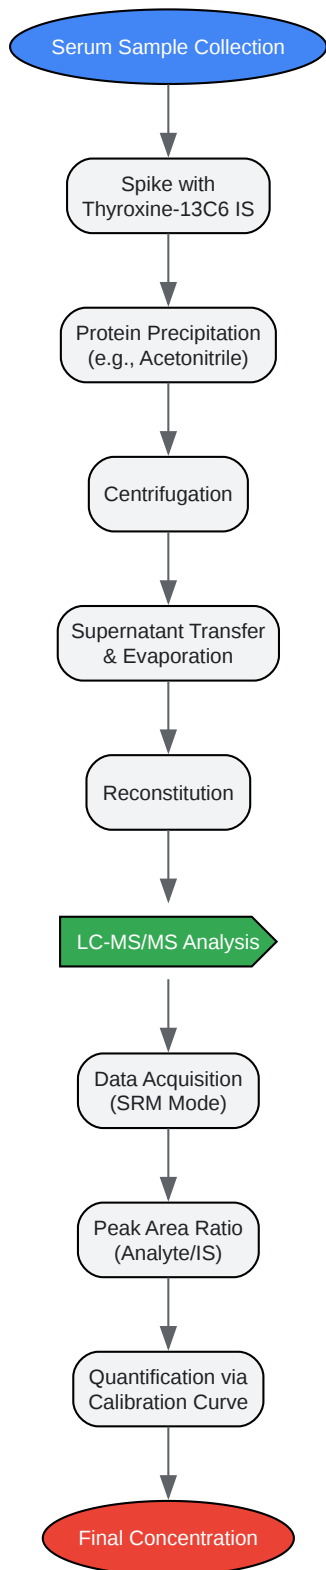 Serum Sample Collection
Spike with
Thyroxine-13C6 IS
Protein Precipitation
(e.g., Acetonitrile)
Centrifugation
Supernatant Transfer
& Evaporation
Reconstitution
LC-MS/MS Analysis
Data Acquisition
(SRM Mode)
Peak Area Ratio
(Analyte/IS)
Quantification via
Calibration Curve
Final Concentration